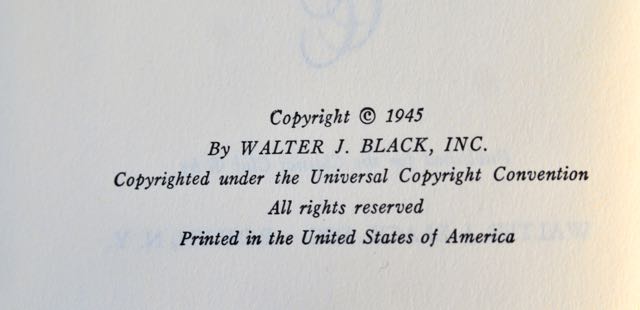 Copyright © 1945
By WALTER J. BLACK, INC.
Copyrighted under the Universal Copyright Convention
All rights reserved
Printed in the United States of America